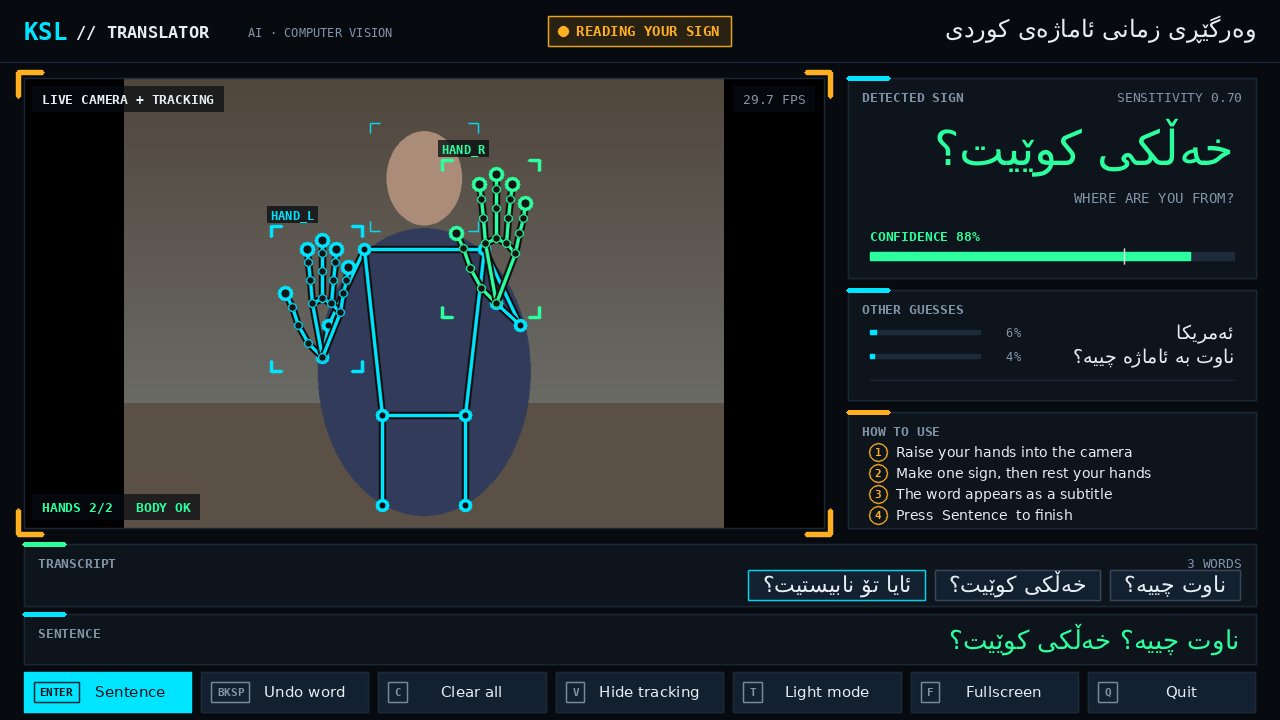 KSL // TRANSLATOR
AI · COMPUTER VISION
READING YOUR SIGN
وەرگێڕی زمانی ئاماژەی کوردی
LIVE CAMERA + TRACKING
29.7 FPS
HAND_R
HAND_L
HANDS 2/2 BODY OK
DETECTED SIGN
SENSITIVITY 0.70
خەڵکی کوێیت؟
WHERE ARE YOU FROM?
CONFIDENCE 88%
OTHER GUESSES
6% ئەمریکا
4% ناوت بە ئاماژە چییە؟
HOW TO USE
1 Raise your hands into the camera
2 Make one sign, then rest your hands
3 The word appears as a subtitle
4 Press Sentence to finish
TRANSCRIPT
3 WORDS
ناوت چییە؟ خەڵکی کوێیت؟ ئایا تۆ نابیستیت؟
SENTENCE
ناوت چییە؟ خەڵکی کوێیت؟
ENTER Sentence
BKSP Undo word
C Clear all
V Hide tracking
T Light mode
F Fullscreen
Q Quit